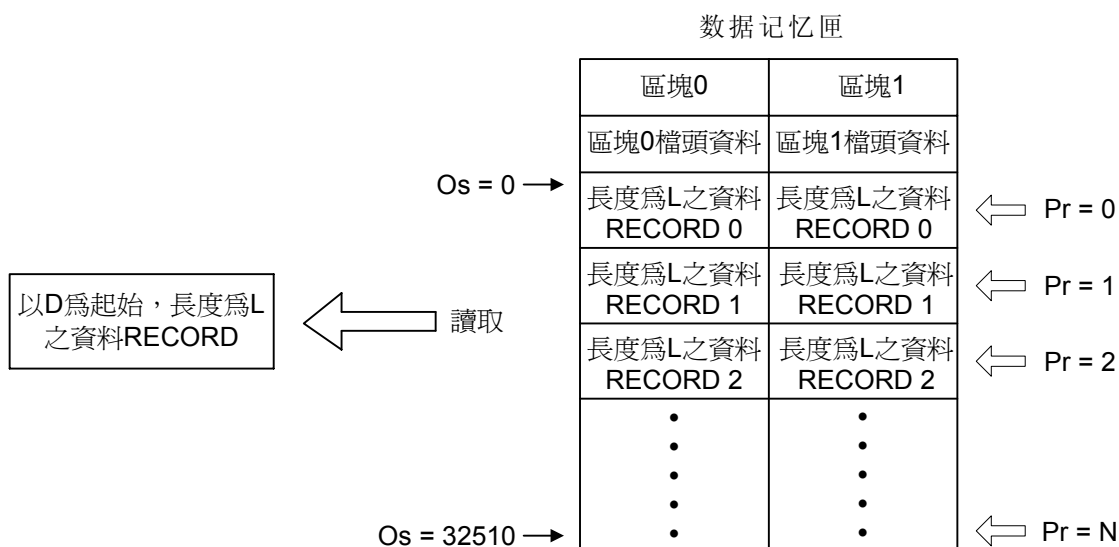 数据记忆匣
區塊0 區塊1
區塊0檔頭資料 區塊1檔頭資料
Os = 0
長度爲L之資料 長度爲L之資料
RECORD 0 RECORD 0
Pr = 0
長度爲L之資料 長度爲L之資料
RECORD 1 RECORD 1
Pr = 1
以D爲起始，長度爲L
之資料RECORD
讀取
長度爲L之資料 長度爲L之資料
RECORD 2 RECORD 2
Pr = 2
Os = 32510
Pr = N